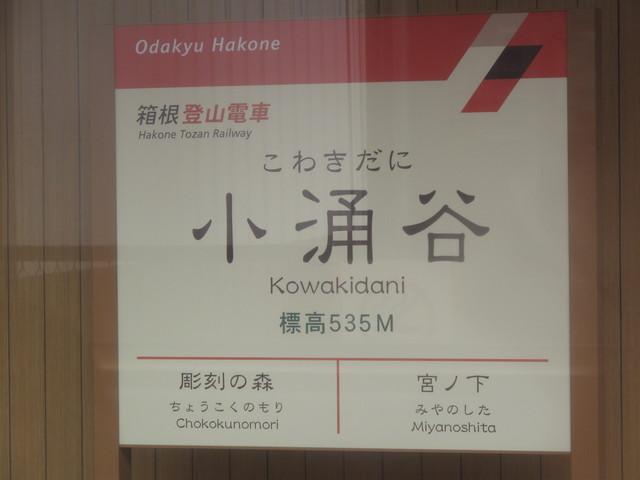 Odakyu Hakone
箱根登山電車
Hakone Tozan Railway
こわきだに
小涌谷
Kowakidani
標高535M
彫刻の森
ちょうこくのもり
Chokokunomori
宮ノ下
みやのした
Miyanoshita